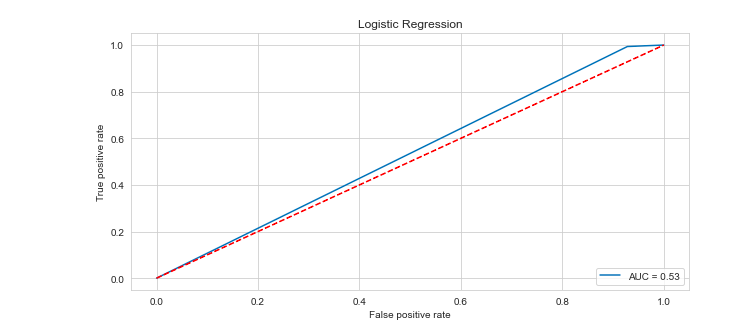 Logistic Regression
True positive rate
1.0
0.8
0.6
0.4
0.2
0.0
AUC = 0.53
0.0 0.2 0.4 0.6 0.8 1.0
False positive rate